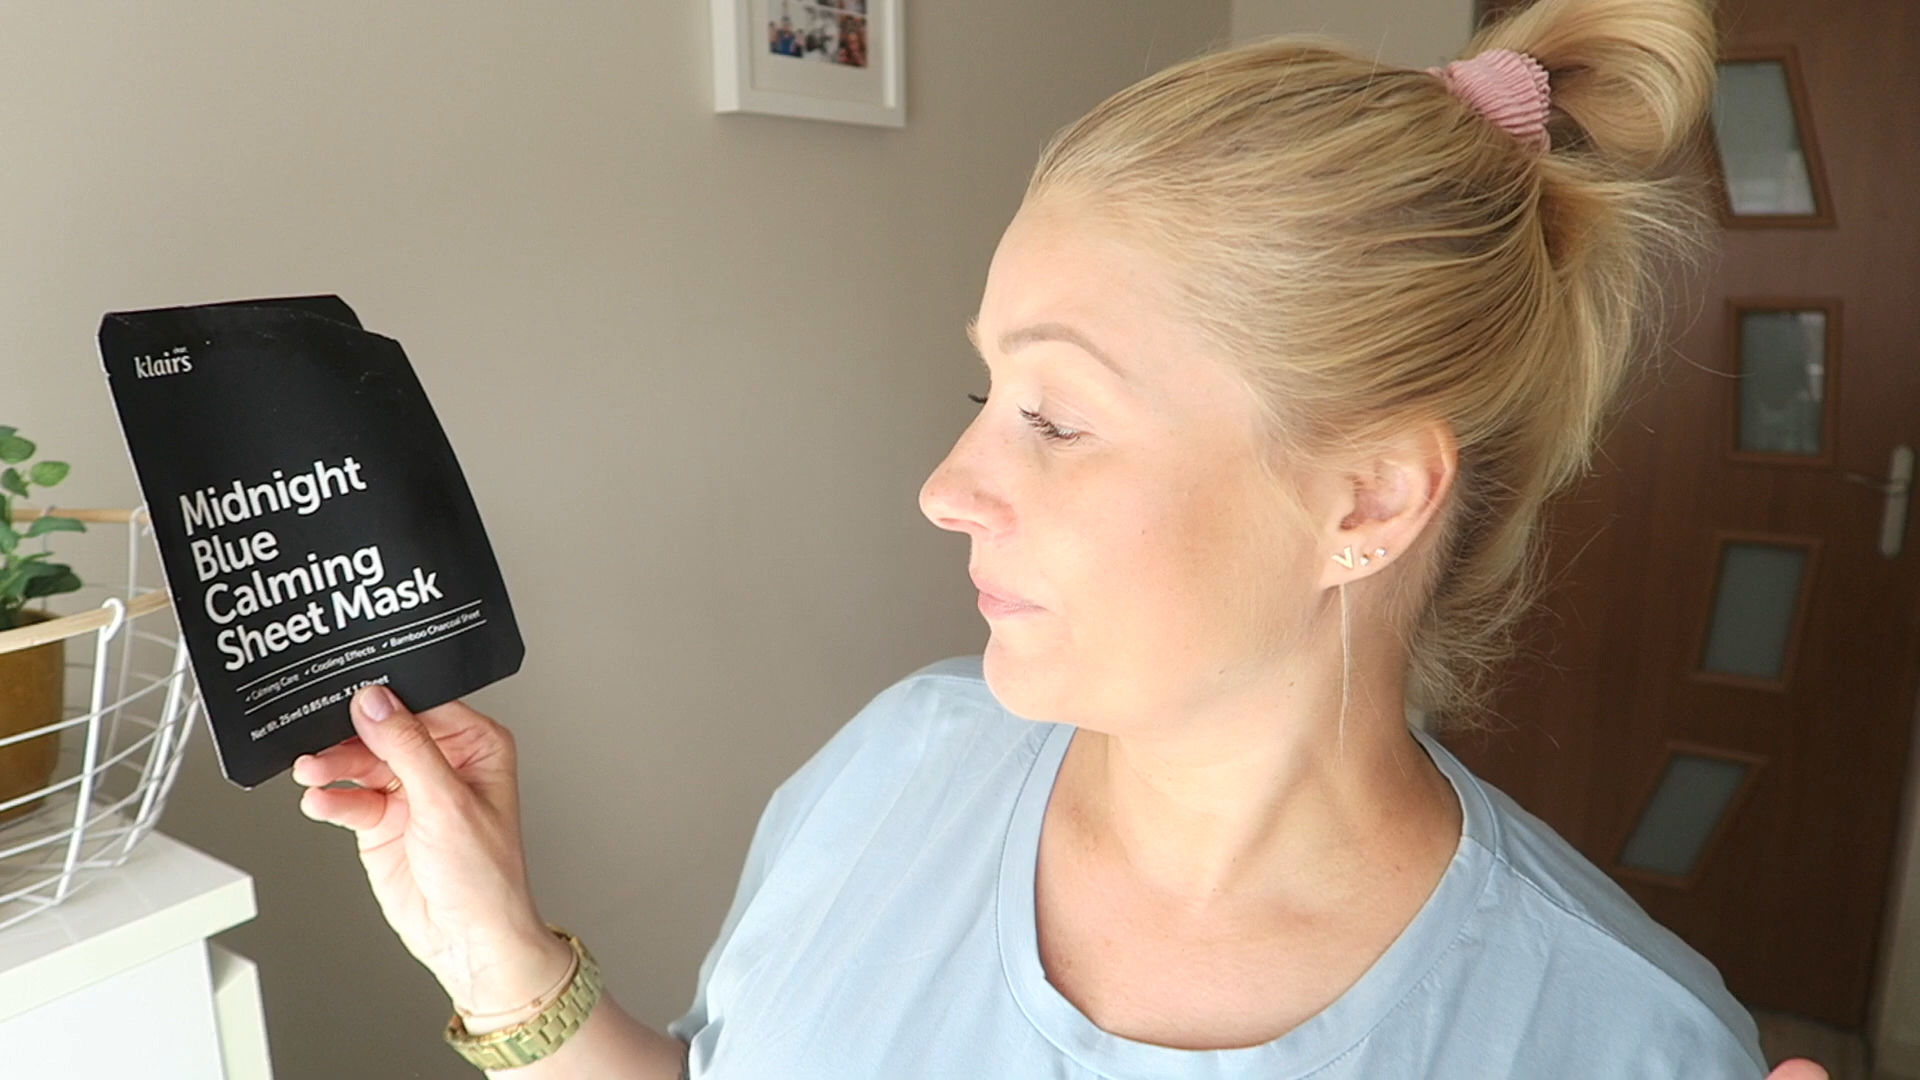 dear,
klairs
Midnight
Blue
Calming
Sheet Mask
✓ Calming Care ✓ Cooling Effects ✓ Bamboo Charcoal Sheet
Net Wt. 25ml 0.85 fl.oz. X 1 Sheet